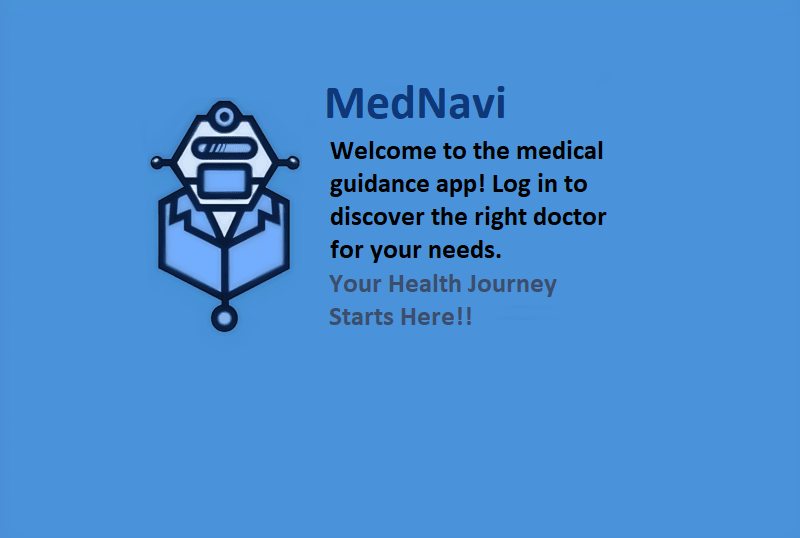 MedNavi
Welcome to the medical
guidance app! Log in to
discover the right doctor
for your needs.
Your Health Journey
Starts Here!!